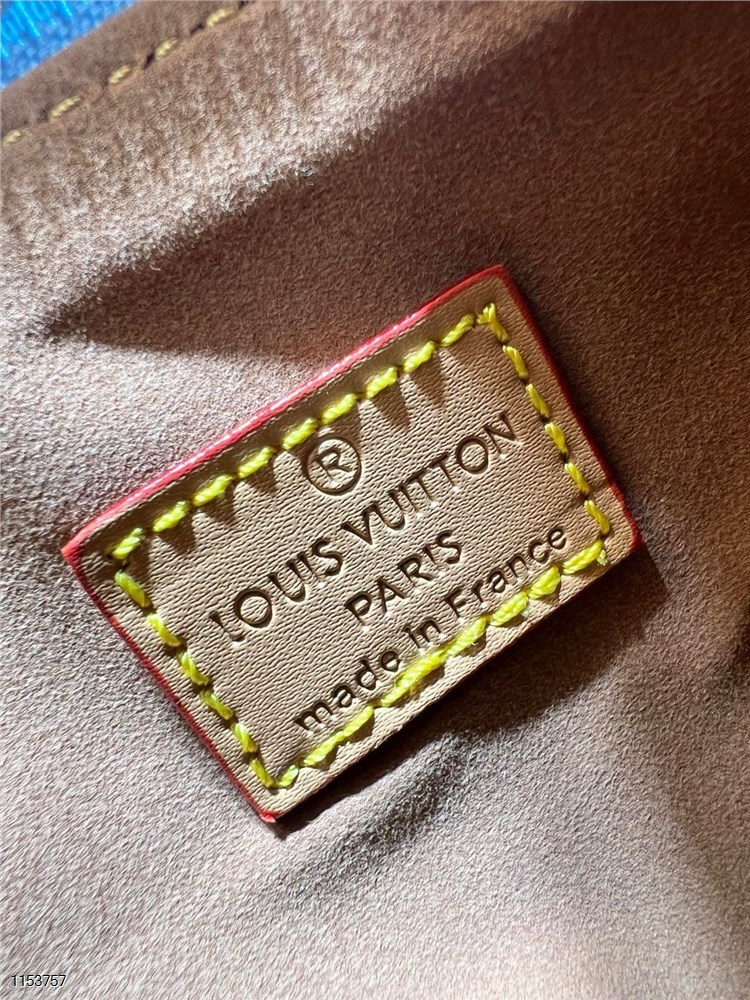 ®
LOUIS VUITTON
PARIS
made in France
1153757